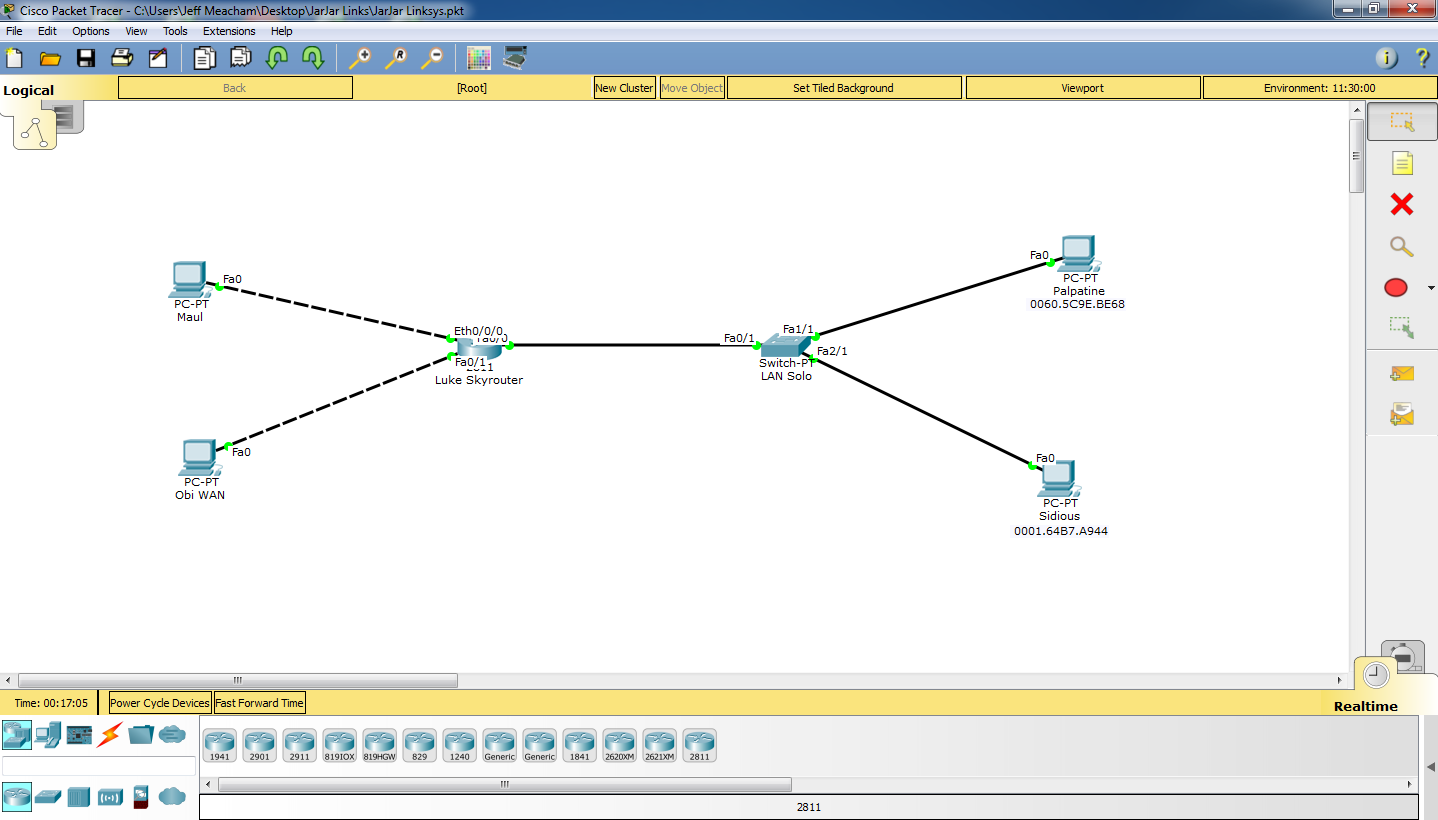 Cisco Packet Tracer - C:\Users\Jeff Meacham\Desktop\JarJar Links\JarJar Linksys.pkt
File Edit Options View Tools Extensions Help
Logical Back [Root] New Cluster Move Object Set Tiled Background Viewport Environment: 11:30:00
Fa0
PC-PT
Maul
Fa0
PC-PT
Obi WAN
Eth0/0/0
Fa0/0
Fa0/1
2811
Luke Skyrouter
Fa0/1
Fa1/1
Fa2/1
Switch-PT
LAN Solo
Fa0
PC-PT
Palpatine
0060.5C9E.BE68
Fa0
PC-PT
Sidious
0001.64B7.A944
Time: 00:17:05 Power Cycle Devices Fast Forward Time Realtime
1941 2901 2911 819IOX 819HGW 829 1240 Generic Generic 1841 2620XM 2621XM 2811
2811